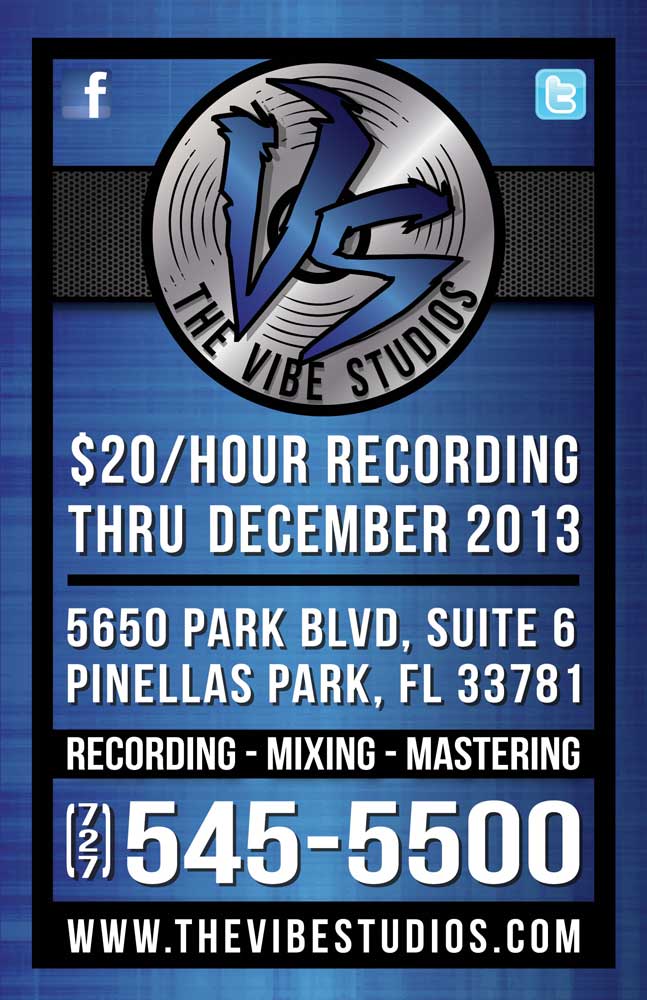 f
t
VS
THE VIBE STUDIOS
$20/HOUR RECORDING
THRU DECEMBER 2013
5650 PARK BLVD, SUITE 6
PINELLAS PARK, FL 33781
RECORDING - MIXING - MASTERING
(727) 545-5500
WWW.THEVIBESTUDIOS.COM